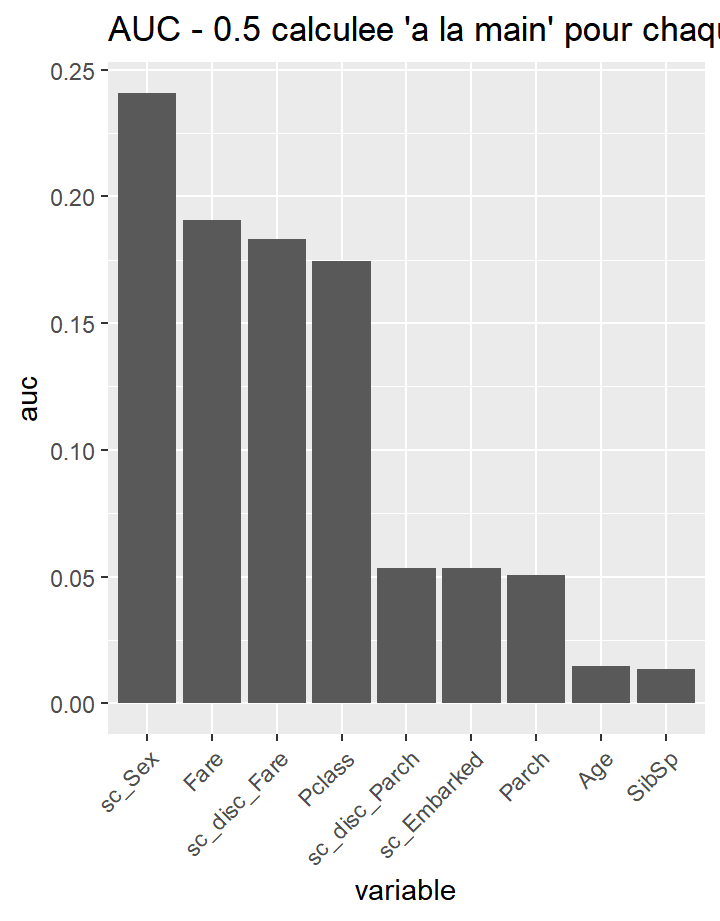 AUC - 0.5 calculee 'a la main' pour
0.25
0.20
0.15
0.10
0.05
0.00
auc
sc_Sex
Fare
sc_disc_Fare
Pclass
sc_disc_Parch
sc_Embarked
Parch
Age
SibSp
variable